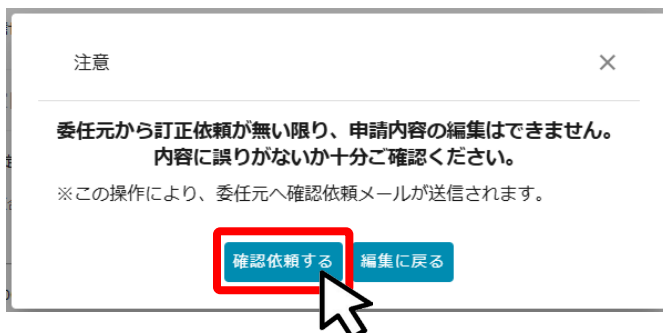 注意
委任元から訂正依頼が無い限り、申請内容の編集はできません。
内容に誤りがないか十分ご確認ください。
※この操作により、委任元へ確認依頼メールが送信されます。
確認依頼する
編集に戻る